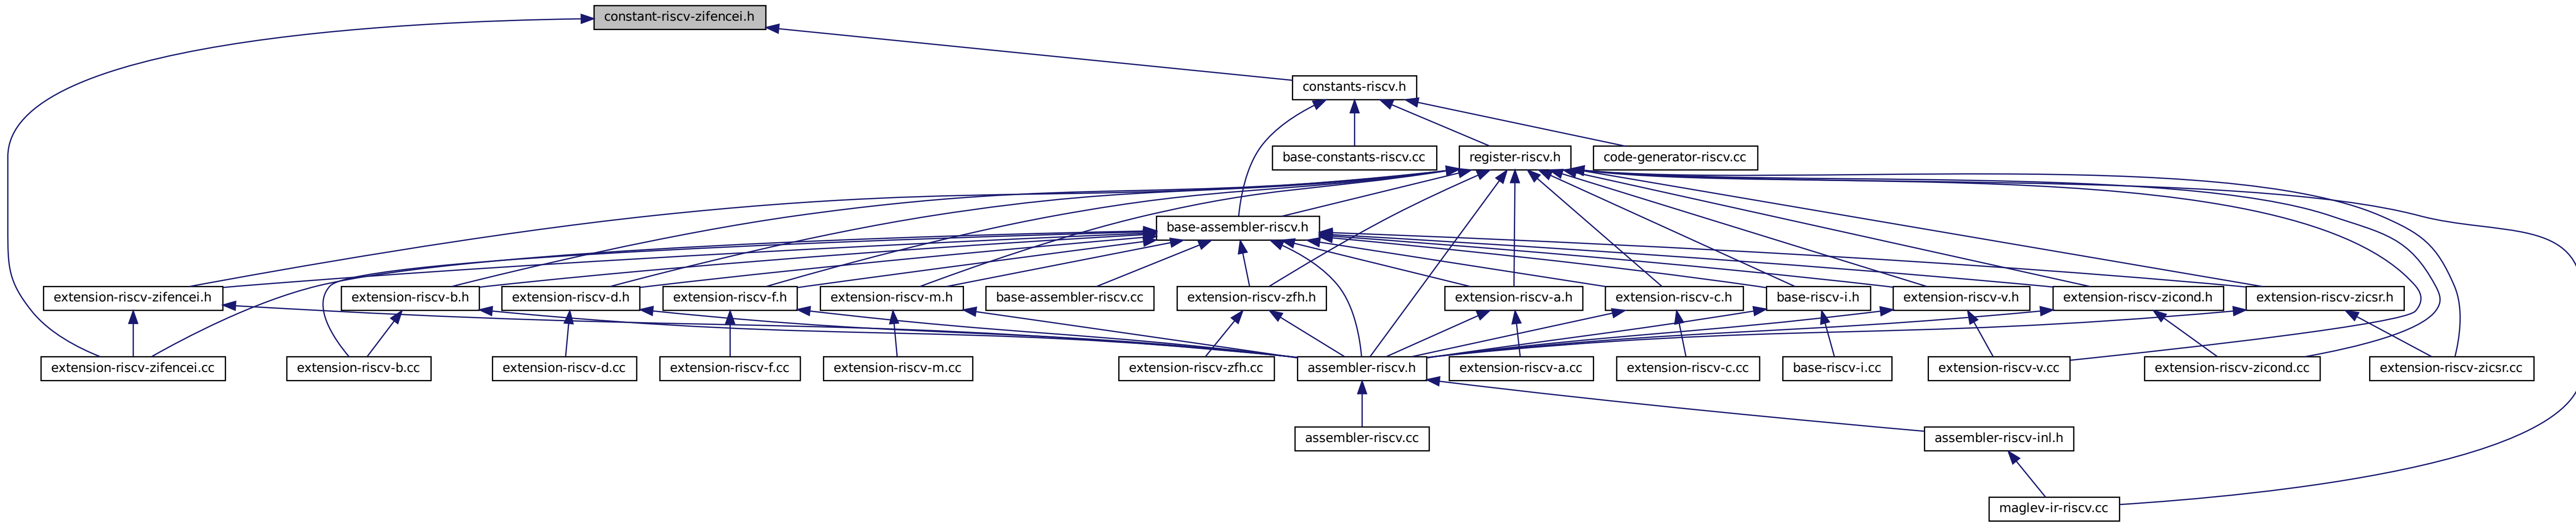 constant-riscv-zifencei.h
constants-riscv.h
base-constants-riscv.cc
register-riscv.h
code-generator-riscv.cc
base-assembler-riscv.h
extension-riscv-zifencei.h
extension-riscv-b.h
extension-riscv-d.h
extension-riscv-f.h
extension-riscv-m.h
base-assembler-riscv.cc
extension-riscv-zfh.h
extension-riscv-a.h
extension-riscv-c.h
base-riscv-i.h
extension-riscv-v.h
extension-riscv-zicond.h
extension-riscv-zicsr.h
extension-riscv-zifencei.cc
extension-riscv-b.cc
extension-riscv-d.cc
extension-riscv-f.cc
extension-riscv-m.cc
extension-riscv-zfh.cc
assembler-riscv.h
extension-riscv-a.cc
extension-riscv-c.cc
base-riscv-i.cc
extension-riscv-v.cc
extension-riscv-zicond.cc
extension-riscv-zicsr.cc
assembler-riscv.cc
assembler-riscv-inl.h
maglev-ir-riscv.cc